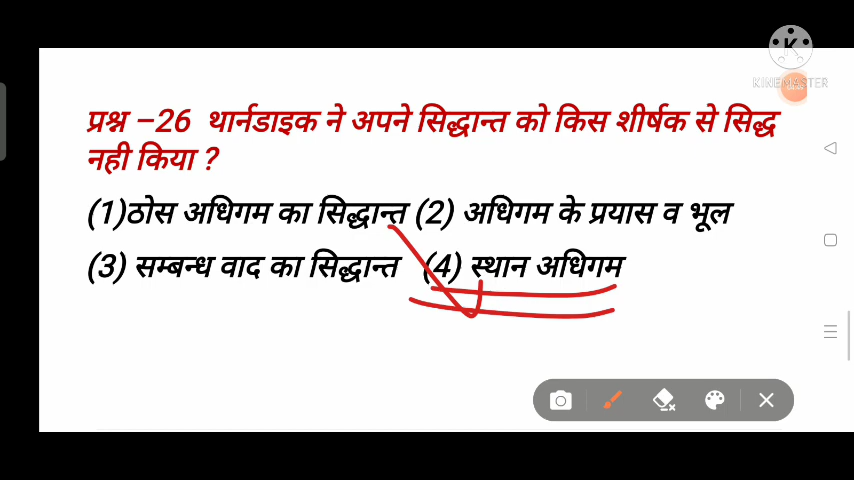 K
KINEMASTER
प्रश्न –26 थार्नडाइक ने अपने सिद्धान्त को किस शीर्षक से सिद्ध
नही किया ?
(1)ठोस अधिगम का सिद्धान्त (2) अधिगम के प्रयास व भूल
(3) सम्बन्ध वाद का सिद्धान्त (4) स्थान अधिगम